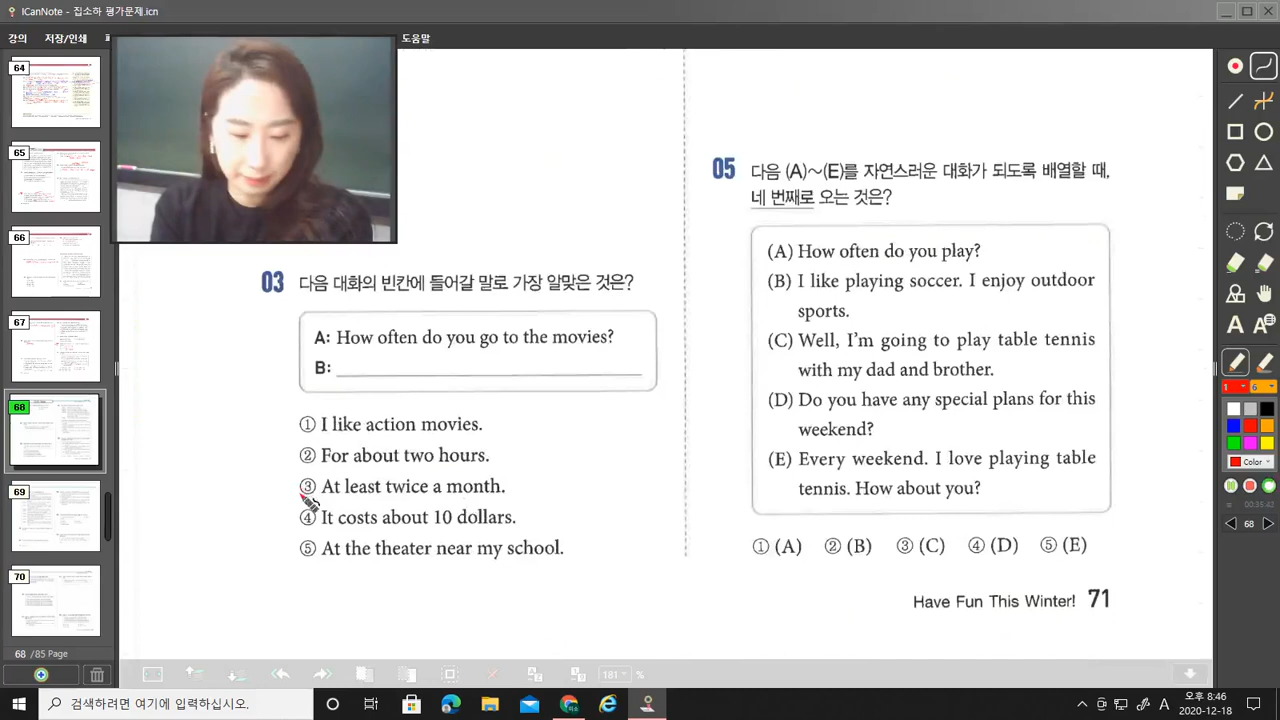 ICanNote - 집소하 평가문제.icn
강의 저장/인쇄 도움말
64
65
66
67
68
69
70
68 /85 Page
03 다음 대화의 빈칸에 들어갈 말로 가장 알맞은 것은?
A: How often do you go to the movies?
B:
① I like action movies.
② For about two hours.
③ At least twice a month.
④ It costs about 10 dollars.
⑤ At the theater near my school.
05 다음 (A)~(E)를 자연스러운 대화가 되도록 배열할 때,
네 번째로 오는 것은?
(A) How often do you play?
(B) I like playing soccer. I enjoy outdoor
sports.
(C) Well, I'm going to play table tennis
with my dad and brother.
(D) Do you have any special plans for this
weekend?
(E) Every weekend. I love playing table
tennis. How about you?
① (A) ② (B) ③ (C) ④ (D) ⑤ (E)
Have Fun This Winter! 71
181 %
A A
1 6
Color
00:35:42
68
검색하려면 여기에 입력하십시오.
A
오후 8:46
2020-12-18